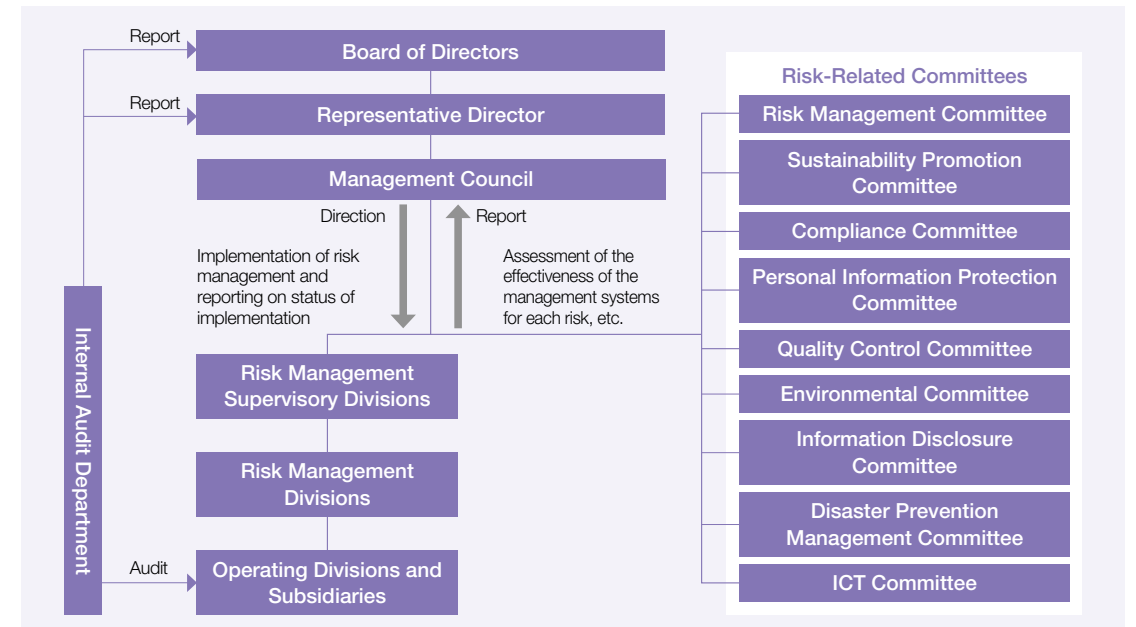 Report
Board of Directors
Report
Representative Director
Management Council
Direction
Report
Implementation of risk
management and
reporting on status of
implementation
Assessment of the
effectiveness of the
management systems
for each risk, etc.
Internal Audit Department
Risk Management
Supervisory Divisions
Risk Management
Divisions
Audit
Operating Divisions and
Subsidiaries
Risk-Related Committees
Risk Management Committee
Sustainability Promotion
Committee
Compliance Committee
Personal Information Protection
Committee
Quality Control Committee
Environmental Committee
Information Disclosure
Committee
Disaster Prevention
Management Committee
ICT Committee